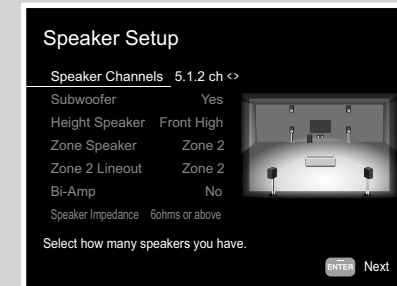 Speaker Setup
Speaker Channels 5.1.2 ch <>
Subwoofer Yes
Height Speaker Front High
Zone Speaker Zone 2
Zone 2 Lineout Zone 2
Bi-Amp No
Speaker Impedance 6ohms or above
Select how many speakers you have.
ENTER Next